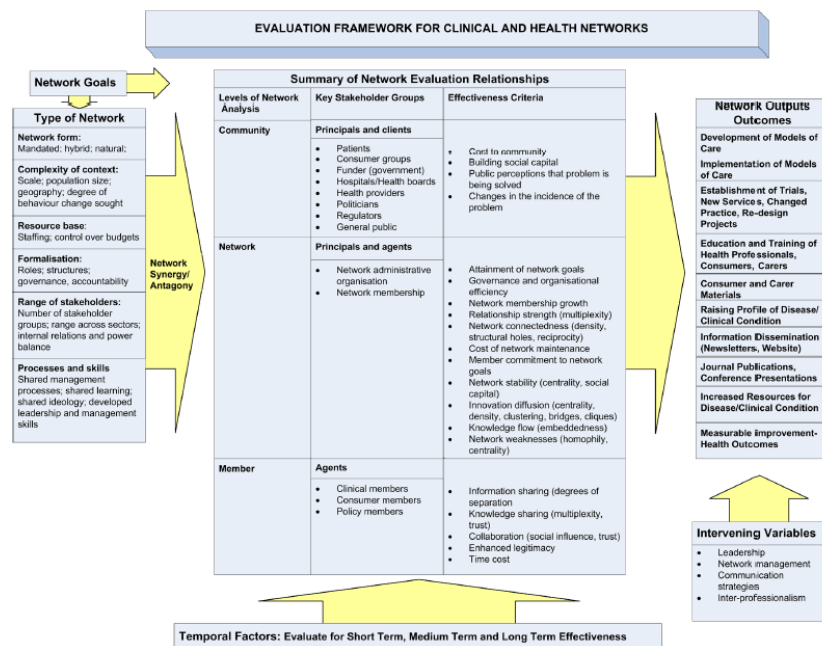 EVALUATION FRAMEWORK FOR CLINICAL AND HEALTH NETWORKS
Network Goals
Type of Network
Network form:
Mandated; hybrid; natural;
Complexity of context:
Scale; population size;
geography; degree of
behaviour change sought
Resource base:
Staffing; control over budgets
Formalisation:
Roles; structures;
governance, accountability
Range of stakeholders:
Number of stakeholder
groups; range across sectors;
internal relations and power
balance
Processes and skills
Shared management
processes; shared learning;
shared ideology; developed
leadership and management
skills
Network
Synergy/
Antagony
Summary of Network Evaluation Relationships
Levels of Network
Analysis
Key Stakeholder Groups
Effectiveness Criteria
Community
Principals and clients
• Patients
• Consumer groups
• Funder (government)
• Hospitals/Health boards
• Health providers
• Politicians
• Regulators
• General public
• Cost to community
• Building social capital
• Public perceptions that problem is
being solved
• Changes in the incidence of the
problem
Network
Principals and agents
• Network administrative
organisation
• Network membership
• Attainment of network goals
• Governance and organisational
efficiency
• Network membership growth
• Relationship strength (multiplexity)
• Network connectedness (density,
structural holes, reciprocity)
• Cost of network maintenance
• Member commitment to network
goals
• Network stability (centrality, social
capital)
• Innovation diffusion (centrality,
density, clustering, bridges, cliques)
• Knowledge flow (embeddedness)
• Network weaknesses (homophily,
centrality)
Member
Agents
• Clinical members
• Consumer members
• Policy members
• Information sharing (degrees of
separation
• Knowledge sharing (multiplexity,
trust)
• Collaboration (social influence, trust)
• Enhanced legitimacy
• Time cost
Network Outputs
Outcomes
Development of Models of
Care
Implementation of Models
of Care
Establishment of Trials,
New Services, Changed
Practice, Re-design
Projects
Education and Training of
Health Professionals,
Consumers, Carers
Consumer and Carer
Materials
Raising Profile of Disease/
Clinical Condition
Information Dissemination
(Newsletters, Website)
Journal Publications,
Conference Presentations
Increased Resources for
Disease/Clinical Condition
Measurable Improvement-
Health Outcomes
Intervening Variables
• Leadership
• Network management
• Communication
strategies
• Inter-professionalism
Temporal Factors: Evaluate for Short Term, Medium Term and Long Term Effectiveness